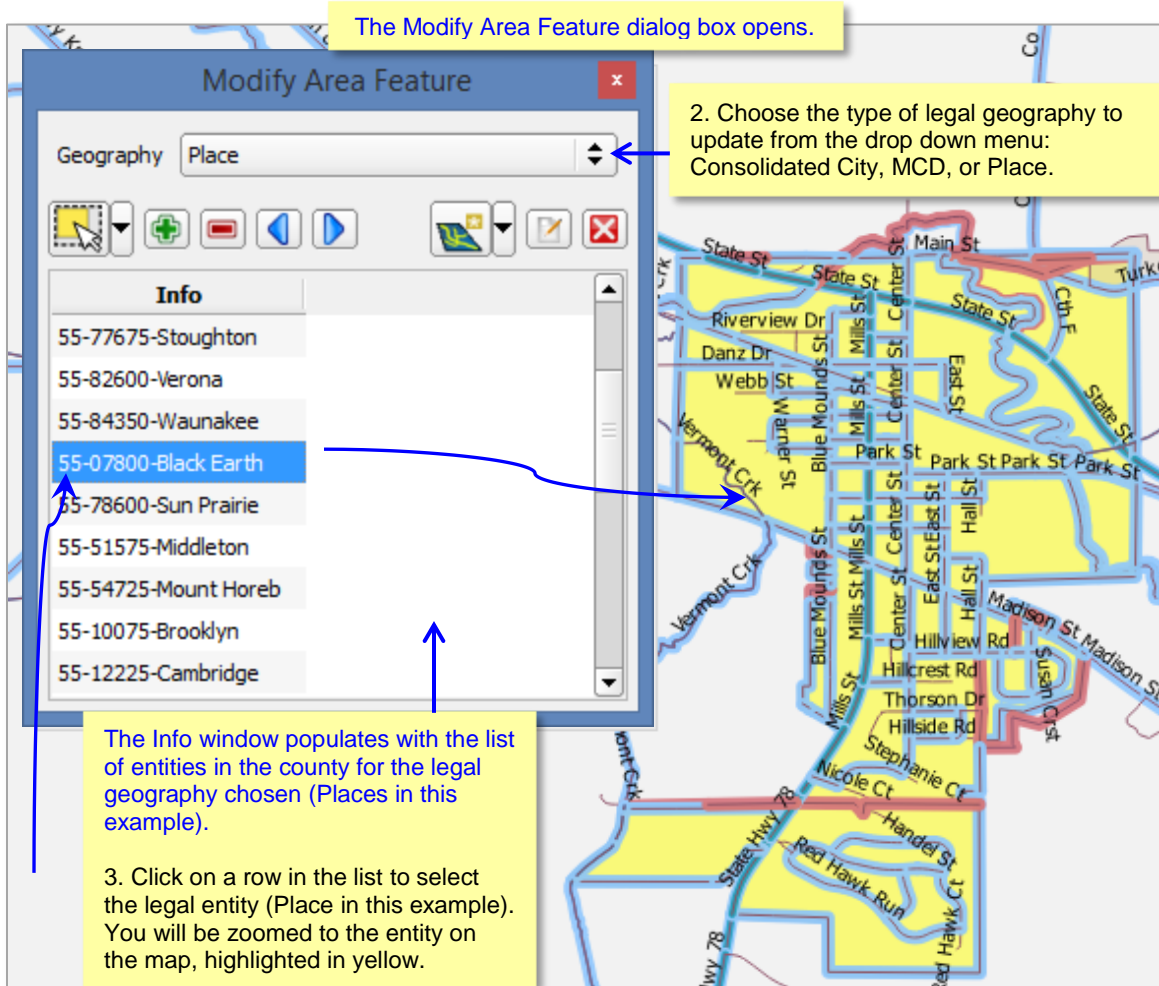 The Modify Area Feature dialog box opens.
Modify Area Feature
x
2. Choose the type of legal geography to
update from the drop down menu:
Consolidated City, MCD, or Place.
Geography Place
Info
55-77675-Stoughton
55-82600-Verona
55-84350-Waunakee
55-07800-Black Earth
55-78600-Sun Prairie
55-51575-Middleton
55-54725-Mount Horeb
55-10075-Brooklyn
55-12225-Cambridge
The Info window populates with the list
of entities in the county for the legal
geography chosen (Places in this
example).
3. Click on a row in the list to select
the legal entity (Place in this example).
You will be zoomed to the entity on
the map, highlighted in yellow.
Co
Main St
State St
State St
State St
State St
Center St
Cth F
Turk
Crk
Riverview Dr
Mills St
Danz Dr
Webb St
East St
Warner St
Blue Mounds St
Mills St
Center St
Vermont Crk
Park St
Park St Park St Park St
Vermont Crk
Blue Mounds St
Mills St Mills St
Center St
East St East St
Hall St
Hall St
Center St
Madison St Madison St
Hillview Rd
Hillcrest Rd
Susan Crst
Mills St
Thorson Dr
Hillside Rd
Stephanie Ct
Nicole Ct
mont Crk
State Hwy 78
Handel St
Red Hawk Run
Red Hawk Ct
Hwy 78